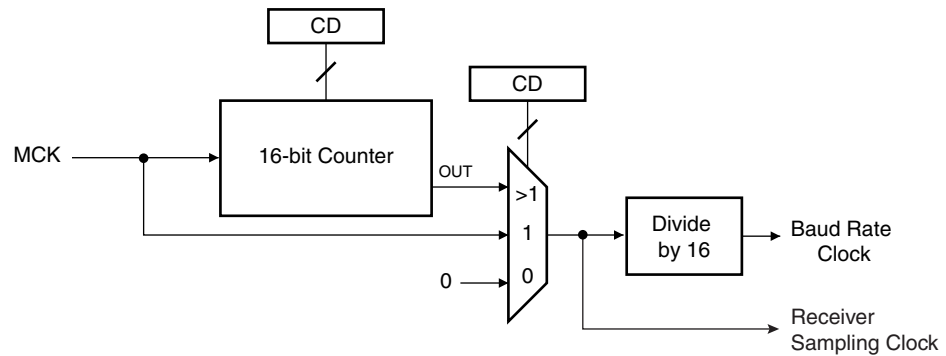 CD
CD
MCK
16-bit Counter
OUT
>1
1
0
0
Divide
by 16
Baud Rate
Clock
Receiver
Sampling Clock